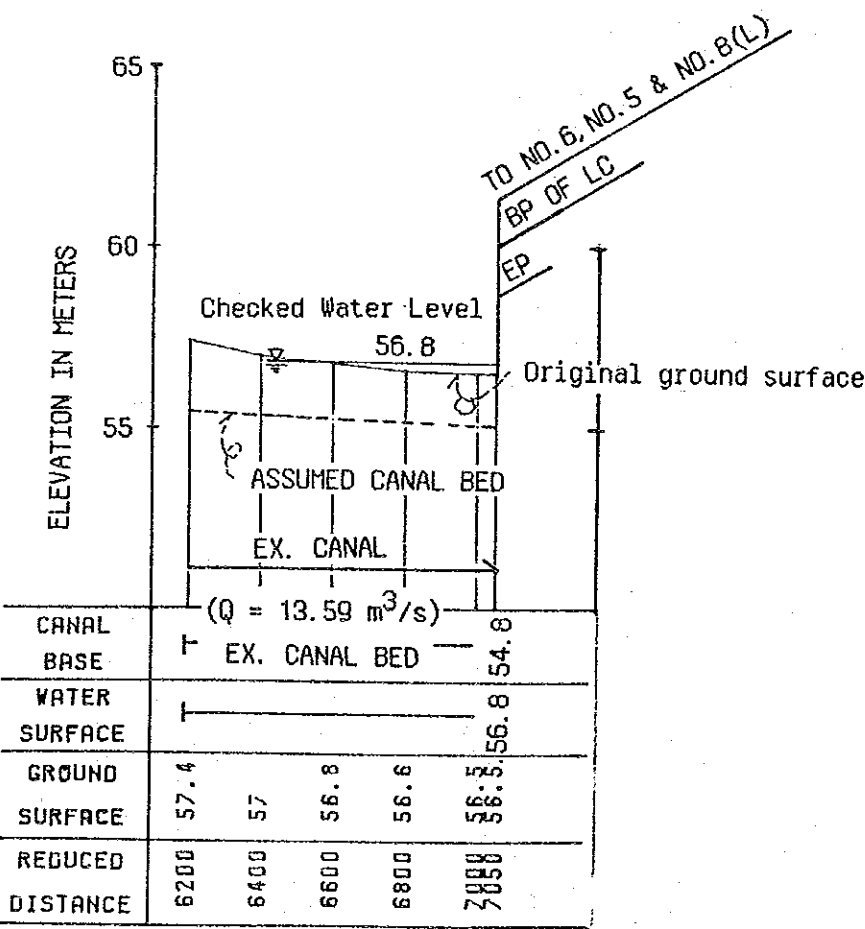 TO NO.6, NO.5 & NO.8(L)
BP OF LC
EP
65
60
55
ELEVATION IN METERS
Checked Water Level
56.8
Original ground surface
ASSUMED CANAL BED
EX. CANAL
(Q = 13.59 m³/s)
CANAL BASE
EX. CANAL BED
54.8
WATER SURFACE
56.8
GROUND SURFACE
57.4
57
56.8
56.6
56.5
56.5
REDUCED DISTANCE
6200
6400
6600
6800
7000
7050